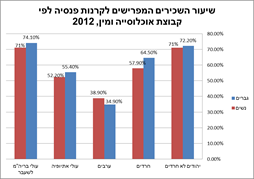 שיעור השכירים המפרישים לקרנות פנסיה לפי
קבוצת אוכלוסייה ומין, 2012
80.00%
70.00%
60.00%
50.00%
40.00%
30.00%
20.00%
10.00%
0.00%
74.10%
71%
55.40%
52.20%
38.90%
34.90%
64.50%
57.90%
72.20%
71%
גברים
נשים
יהודים לא חרדים
חרדים
ערבים
עולי אתיופיה
עולי בריה"מ
לשעבר